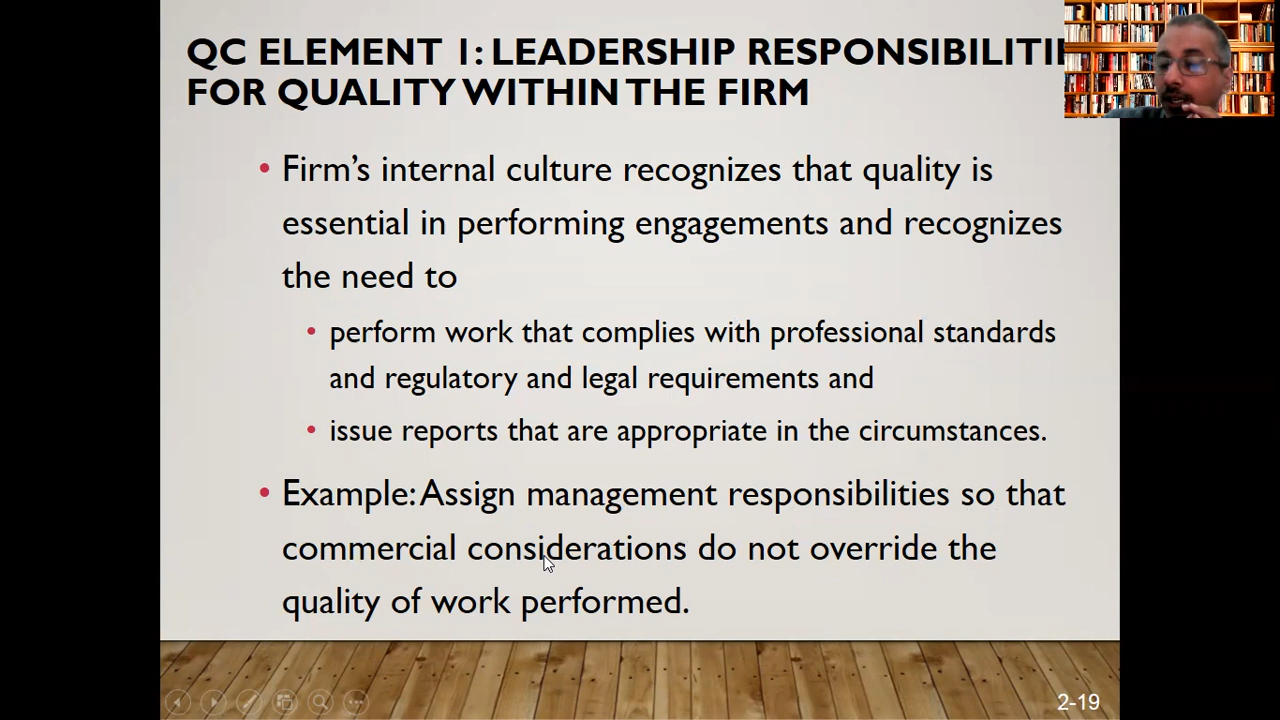 QC ELEMENT 1: LEADERSHIP RESPONSIBILITIE
FOR QUALITY WITHIN THE FIRM
• Firm's internal culture recognizes that quality is
essential in performing engagements and recognizes
the need to
• perform work that complies with professional standards
and regulatory and legal requirements and
• issue reports that are appropriate in the circumstances.
• Example: Assign management responsibilities so that
commercial considerations do not override the
quality of work performed.
2-19